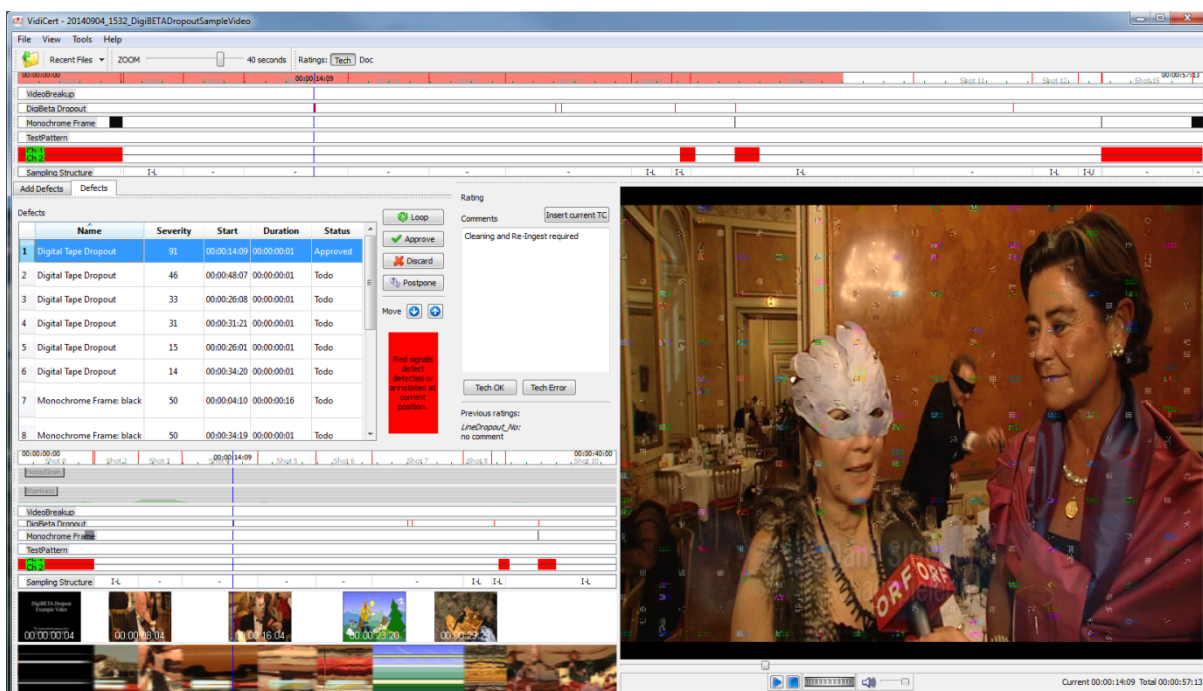 VidiCert - 20140904_1532_DigiBETADropoutSampleVideo
File View Tools Help
Recent Files ZOOM 40 seconds Ratings: Tech Doc
00:00:00:00 00:00:14:09 Shot 11 Shot 12 Shot 15 00:00:57:13
VideoBreakup
DigiBeta Dropout
Monochrome Frame
TestPattern
Ch 1
Ch 2
Sampling Structure I-L - - - - - I-L I-L I-L - I-L I-U - -
Add Defects Defects
Defects
Name Severity Start Duration Status
1 Digital Tape Dropout 91 00:00:14:09 00:00:00:01 Approved
2 Digital Tape Dropout 46 00:00:48:07 00:00:00:01 Todo
3 Digital Tape Dropout 33 00:00:26:08 00:00:00:01 Todo
4 Digital Tape Dropout 31 00:00:31:21 00:00:00:01 Todo
5 Digital Tape Dropout 15 00:00:26:01 00:00:00:01 Todo
6 Digital Tape Dropout 14 00:00:34:20 00:00:00:01 Todo
7 Monochrome Frame: black 50 00:00:04:10 00:00:00:16 Todo
8 Monochrome Frame: black 50 00:00:34:19 00:00:00:01 Todo
Loop
Approve
Discard
Postpone
Move
Red signals
defect
detected or
annotated at
current
position.
Rating
Comments Insert current TC
Cleaning and Re-Ingest required
Tech OK Tech Error
Previous ratings:
LineDropout_No:
no comment
00:00:00:00 Shot 0 Shot 2 Shot 3 00:00:14:09 Shot 5 Shot 6 Shot 7 Shot 8 Shot 10 00:00:40:00
Noise/Grain
Blurriness
VideoBreakup
DigiBeta Dropout
Monochrome Frame
TestPattern
Ch 1
Ch 2
Sampling Structure I-L - - - - - I-L I-L I-L
DigiBETA Dropout
Example Video
00:00:00:04 00:00:08:04 00:00:16:04 00:00:23:20
ORF ORF
Current 00:00:14:09 Total 00:00:57:13